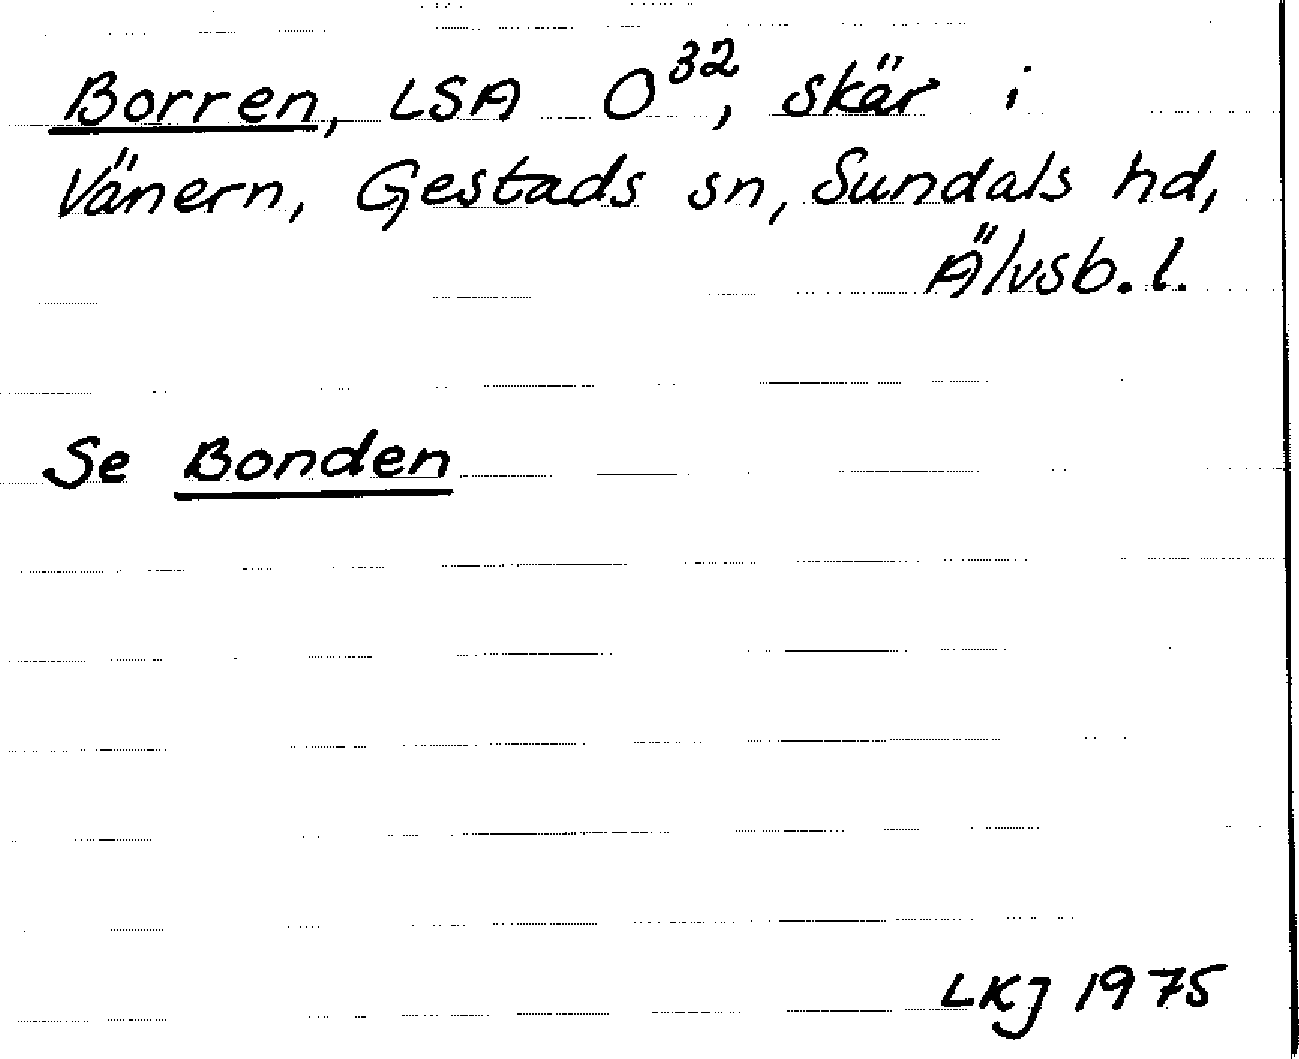 Borren, LSA O³², skär i
Vänern, Gestads sn, Sundals hd,
Älvsb. l.
Se Bonden
LKJ 1975